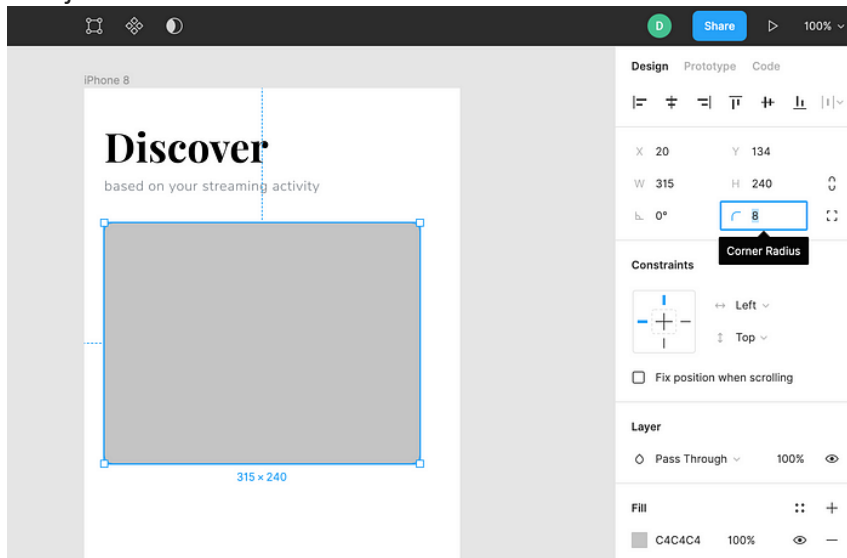 D Share 100%
iPhone 8
Discover
based on your streaming activity
315 × 240
Design Prototype Code
X 20 Y 134
W 315 H 240
0° 8
Corner Radius
Constraints
Left
Top
Fix position when scrolling
Layer
Pass Through 100%
Fill
C4C4C4 100%